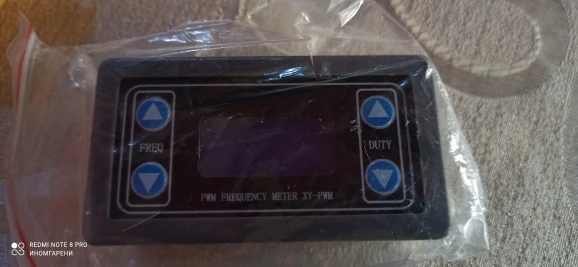 FREQ
DUTY
PWM FREQUENCY METER XY-PWM
REDMI NOTE 8 PRO
ИНОМГАРЕНИ